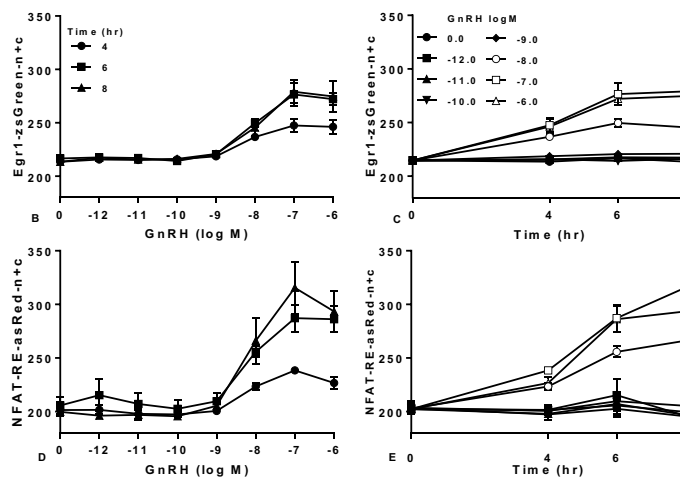 350
300
250
200
Egr1-zsGreen-n+c
Time (hr)
4
6
8
0 -12 -11 -10 -9 -8 -7 -6
B
GnRH (log M)
350
300
250
200
Egr1-zsGreen-n+c
GnRH logM
0.0 -9.0
-12.0 -8.0
-11.0 -7.0
-10.0 -6.0
0 4 6
C
Time (hr)
350
300
250
200
NFAT-RE-asRed-n+c
0 -12 -11 -10 -9 -8 -7 -6
D
GnRH (log M)
350
300
250
200
NFAT-RE-asRed-n+c
0 4 6
E
Time (hr)